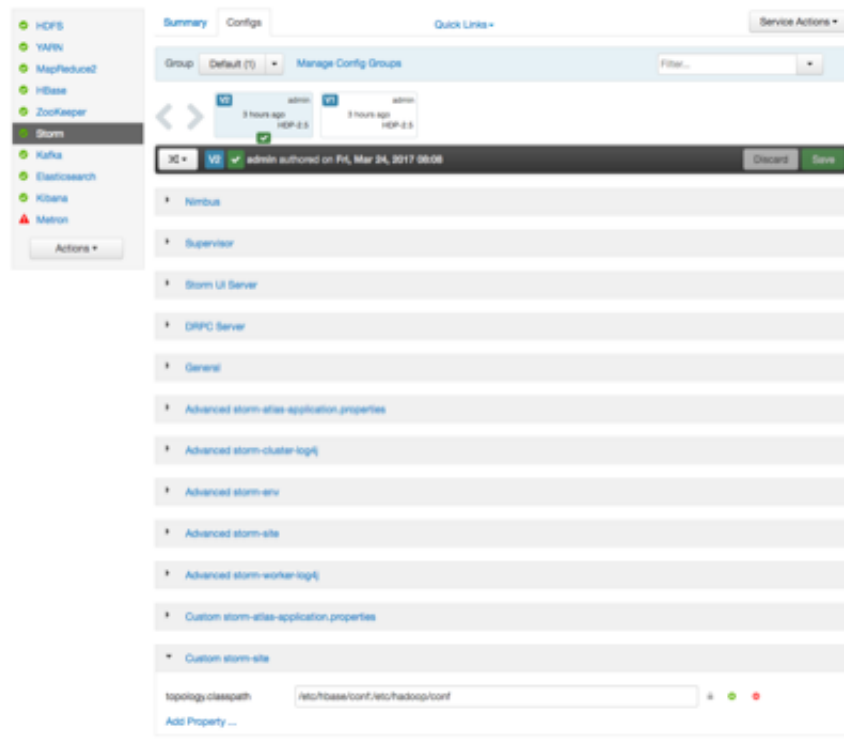 HDFS
YARN
MapReduce2
HBase
ZooKeeper
Storm
Kafka
Elasticsearch
Kibana
Metron
Actions
Summary
Configs
Quick Links
Service Actions
Group
Default (1)
Manage Config Groups
Filter...
V2
admin
3 hours ago
HDP-2.5
V1
admin
3 hours ago
HDP-2.5
V2
admin authored on Fri, Mar 24, 2017 08:08
Discard
Save
Nimbus
Supervisor
Storm UI Server
DRPC Server
General
Advanced storm-atlas-application.properties
Advanced storm-cluster-log4j
Advanced storm-env
Advanced storm-site
Advanced storm-worker-log4j
Custom storm-atlas-application.properties
Custom storm-site
topology.classpath
/etc/hbase/conf:/etc/hadoop/conf
Add Property ...